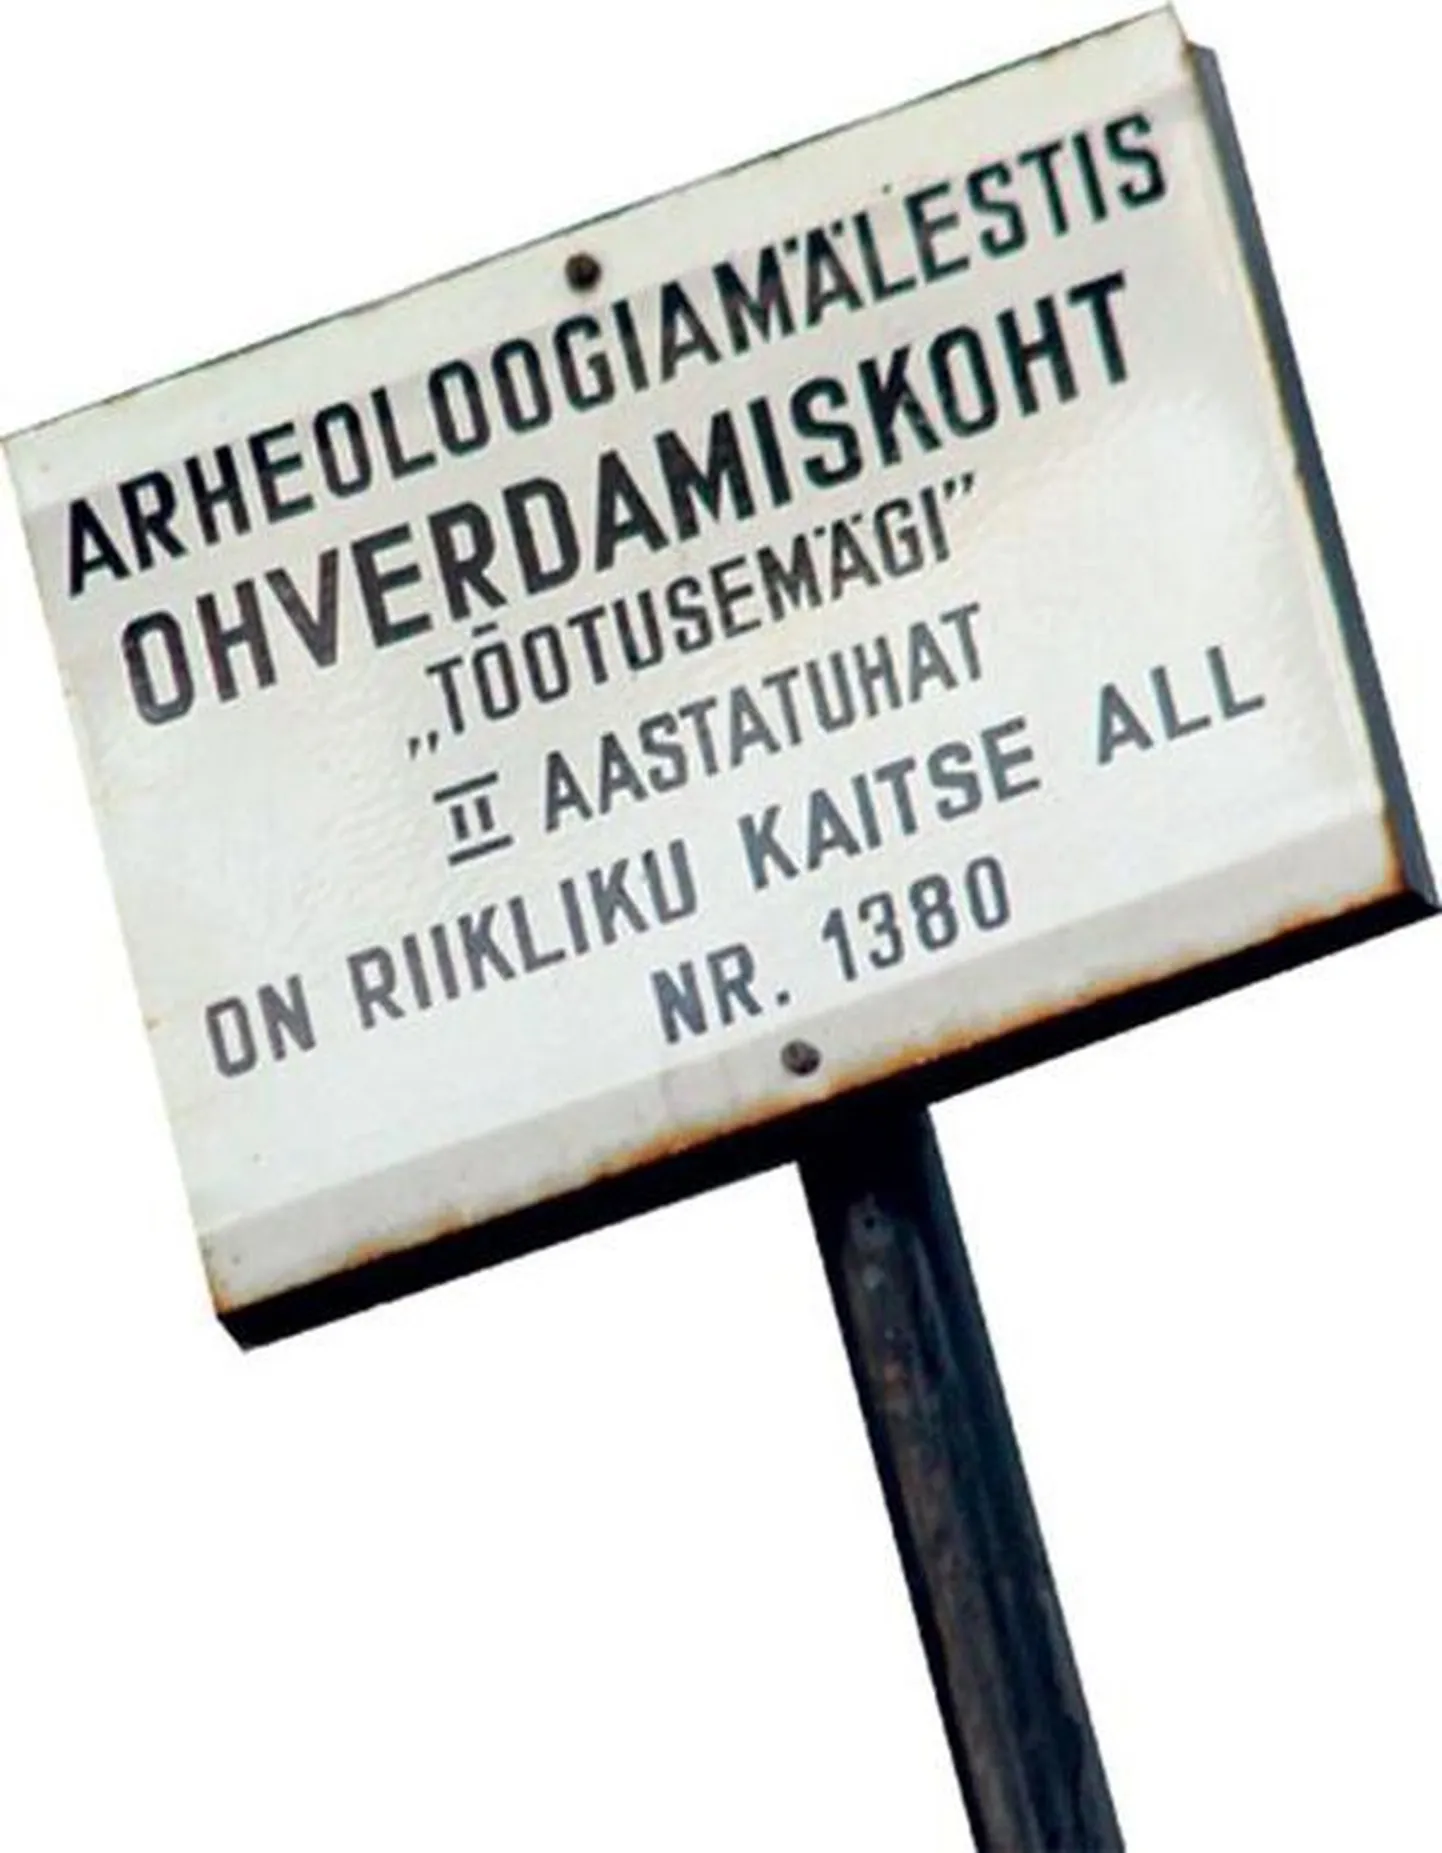 ARHEOLOOGIAMÄLESTIS
OHVERDAMISKOHT
„TÕOTUSEMÄGI”
II AASTATUHAT
ON RIIKLIKU KAITSE ALL
NR. 1380